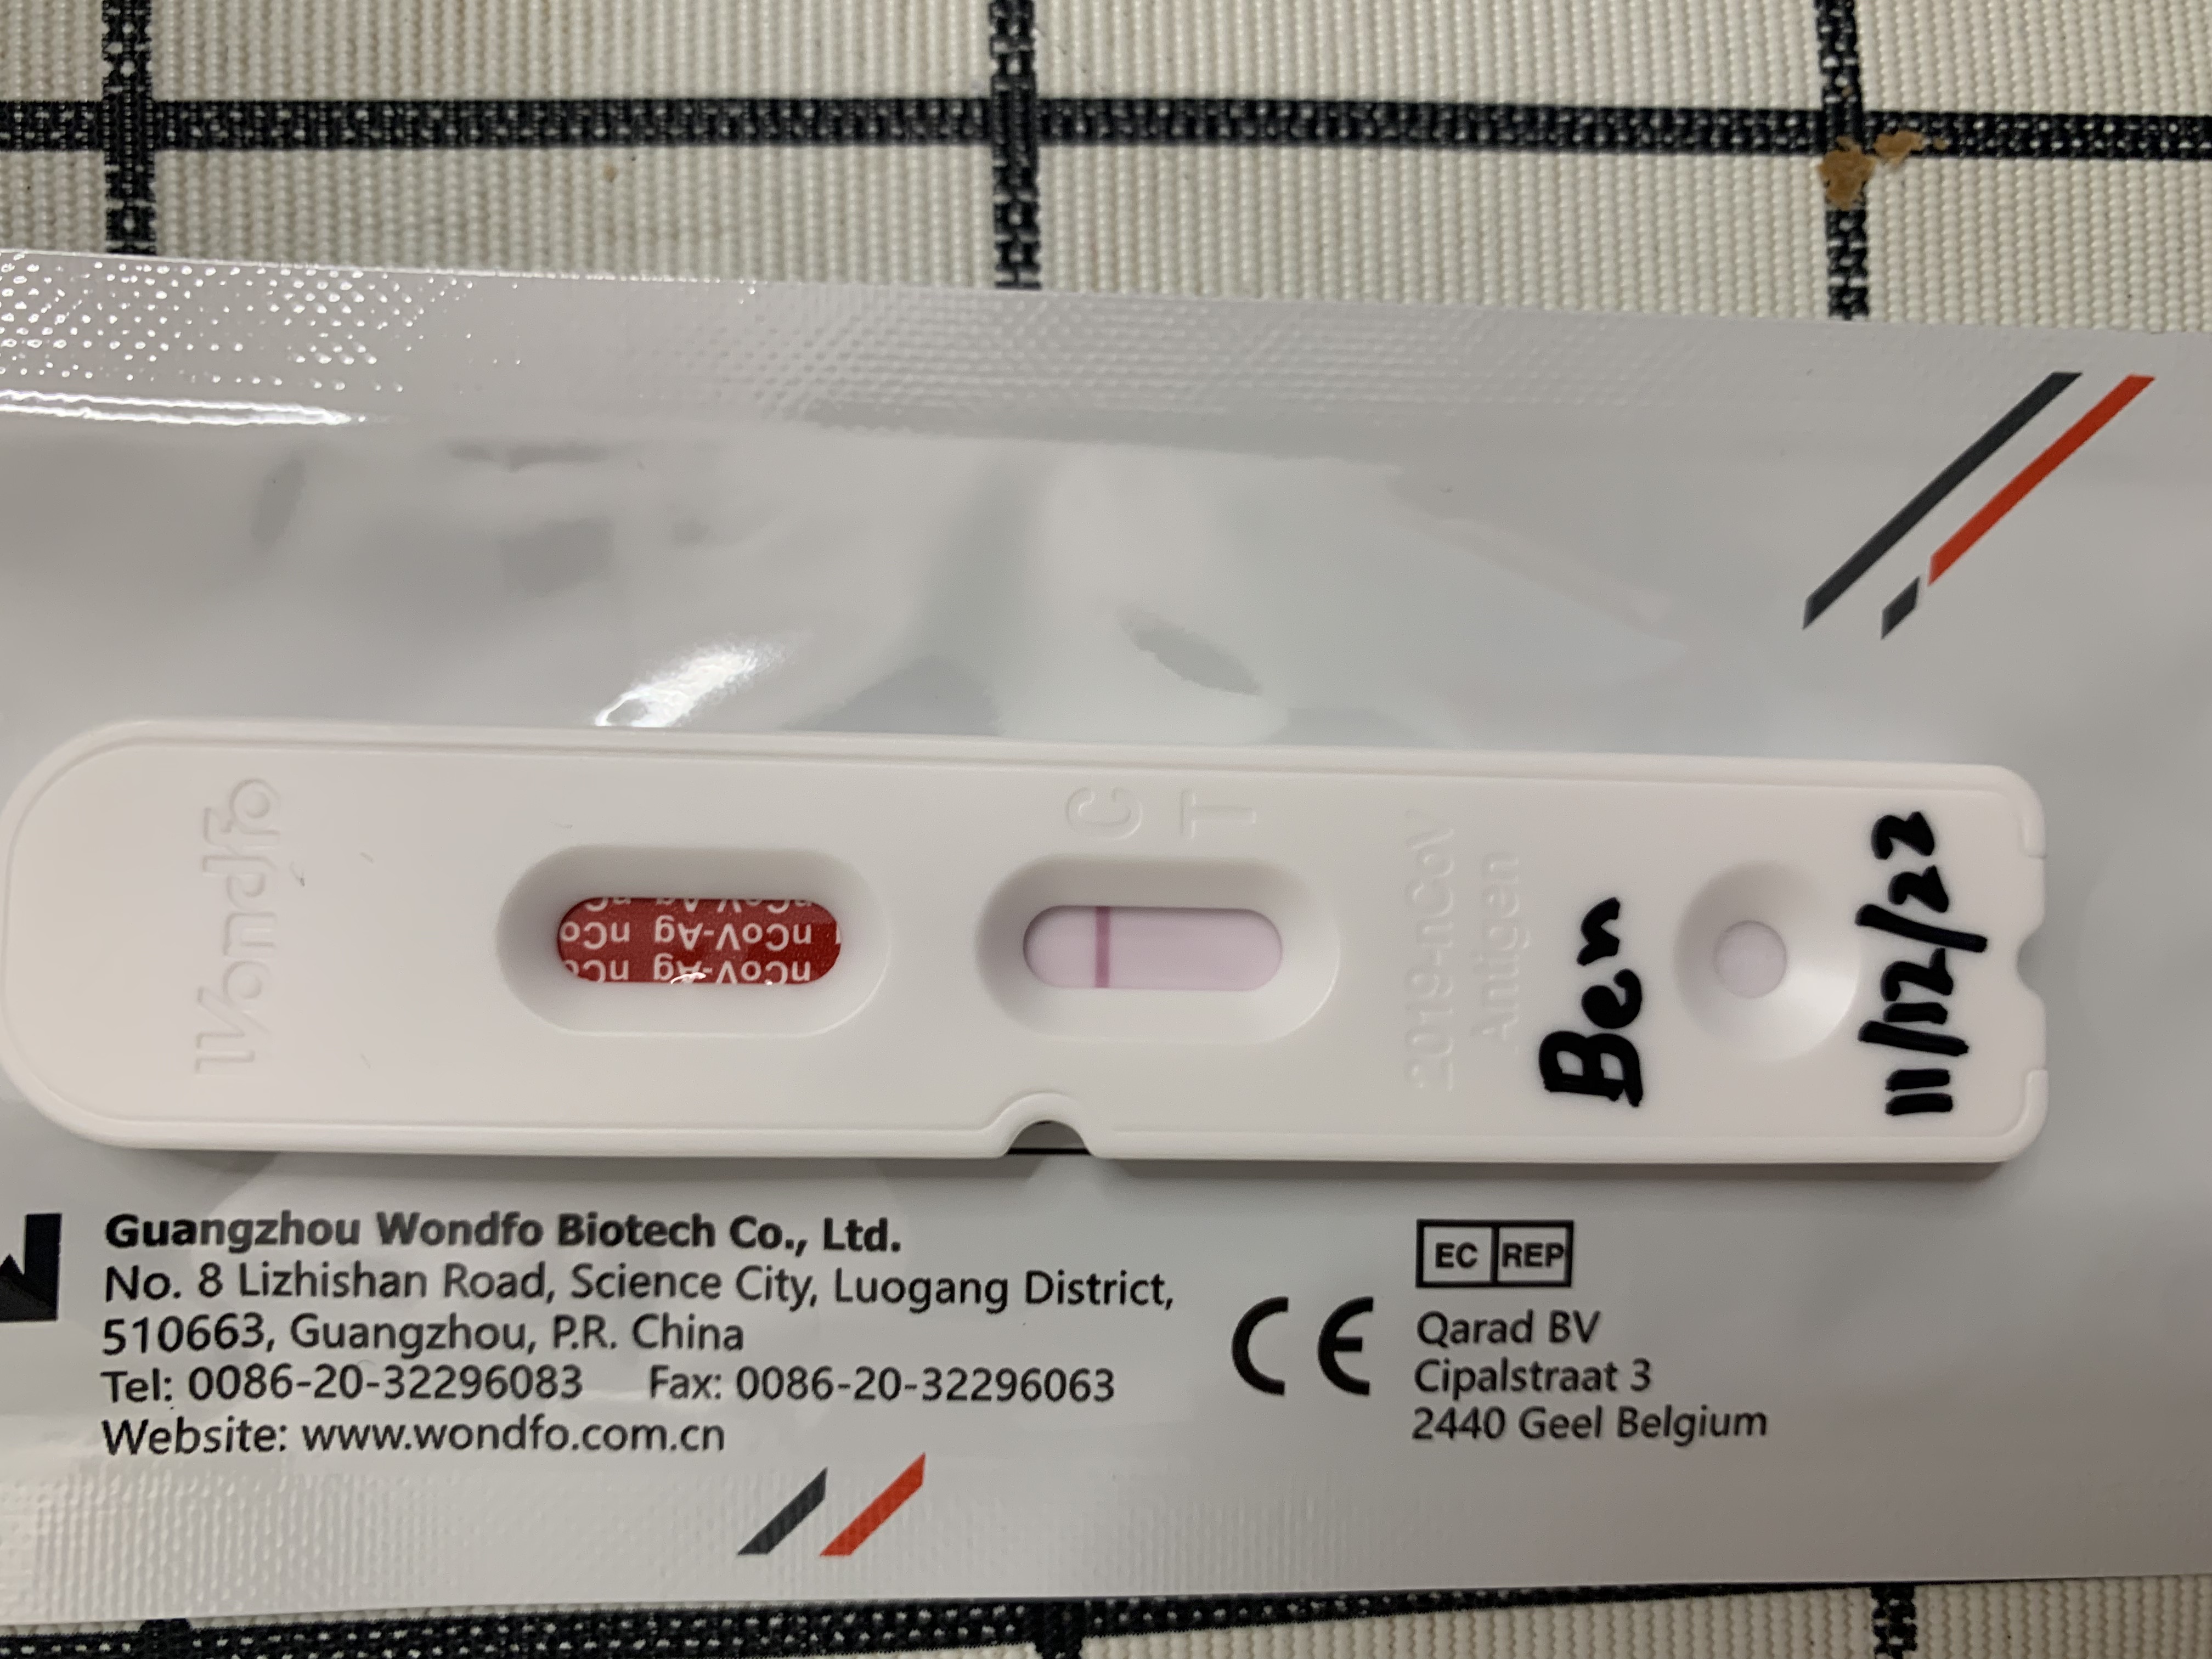 Guangzhou Wondfo Biotech Co., Ltd.
No. 8 Lizhishan Road, Science City, Luogang District,
510663, Guangzhou, P.R. China
Tel: 0086-20-32296083 Fax: 0086-20-32296063
Website: www.wondfo.com.cn
CE
EC REP
Qarad BV
Cipalstraat 3
2440 Geel Belgium
Wondfo
nCoV-Ag
nCoV-Ag
C
T
2019-nCoV
Antigen
Ben
11/12/22